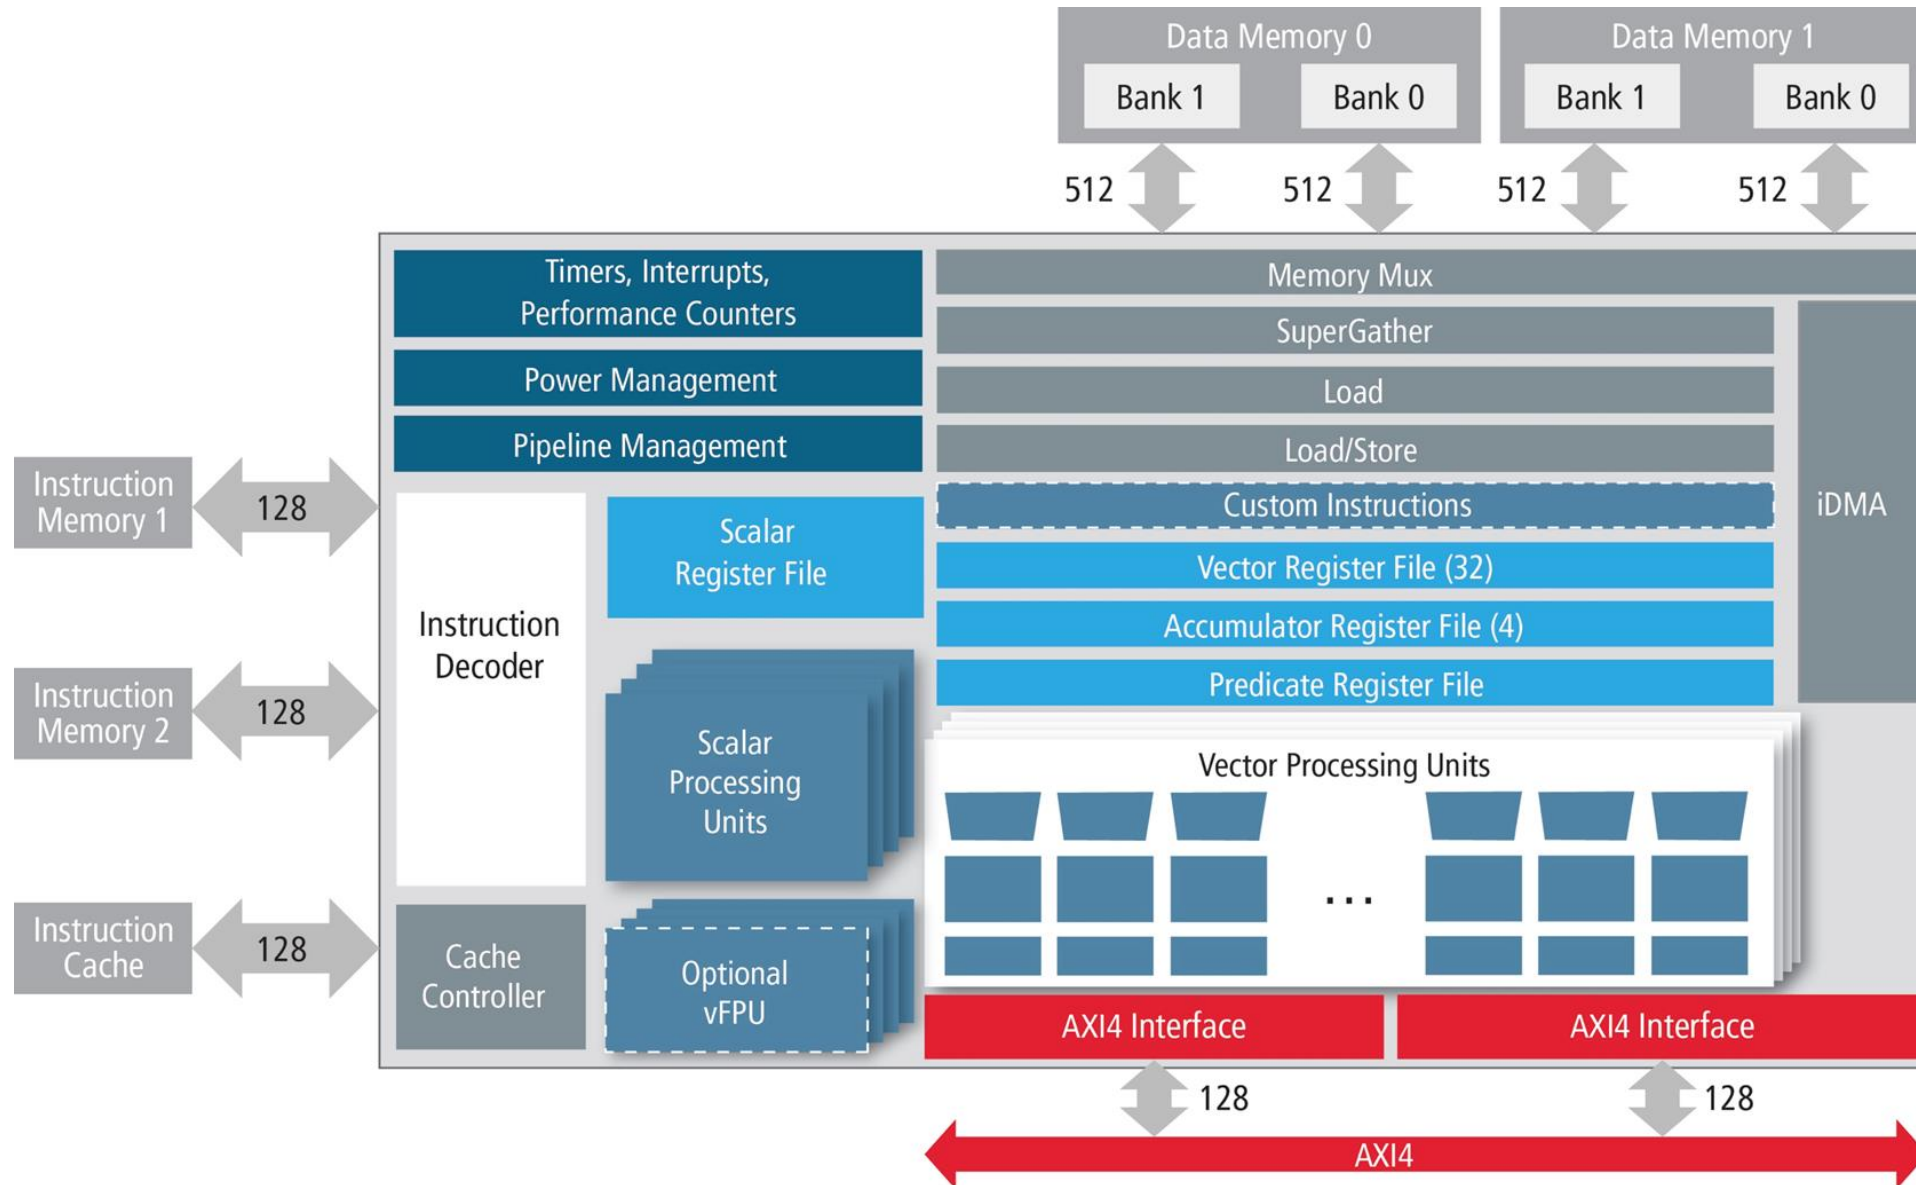 Data Memory 0
Data Memory 1
Bank 1
Bank 0
Bank 1
Bank 0
512
512
512
512
Timers, Interrupts,
Performance Counters
Power Management
Pipeline Management
Memory Mux
SuperGather
Load
Load/Store
Custom Instructions
Vector Register File (32)
Accumulator Register File (4)
Predicate Register File
iDMA
Instruction
Memory 1
128
Instruction
Memory 2
128
Instruction
Cache
128
Instruction
Decoder
Scalar
Register File
Scalar
Processing
Units
Vector Processing Units
...
Cache
Controller
Optional
vFPU
AXI4 Interface
AXI4 Interface
128
128
AXI4